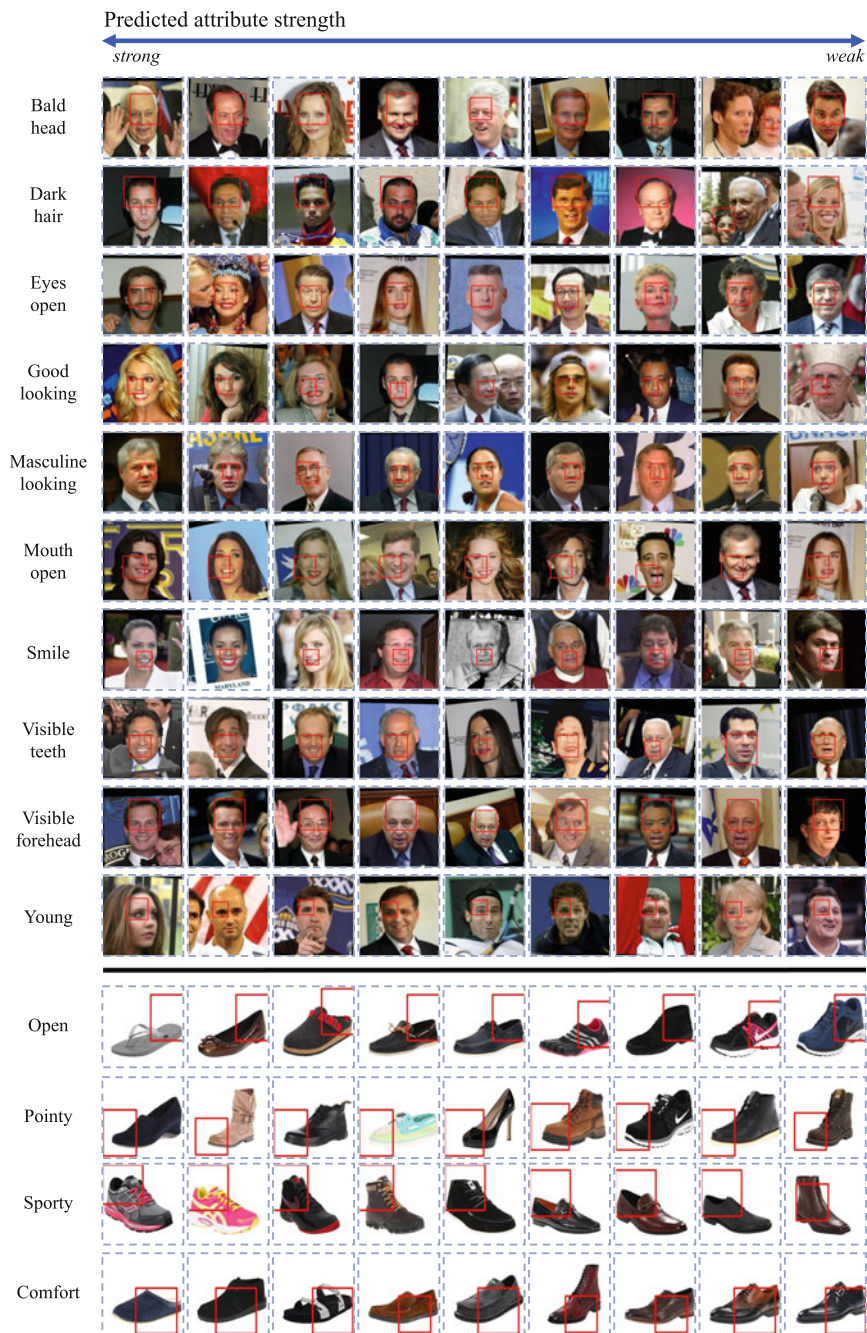 Predicted attribute strength
strong
weak
Bald
head
Dark
hair
Eyes
open
Good
looking
Masculine
looking
Mouth
open
Smile
MARYLAND
Visible
teeth
Visible
forehead
Young
Open
Pointy
Sporty
Comfort